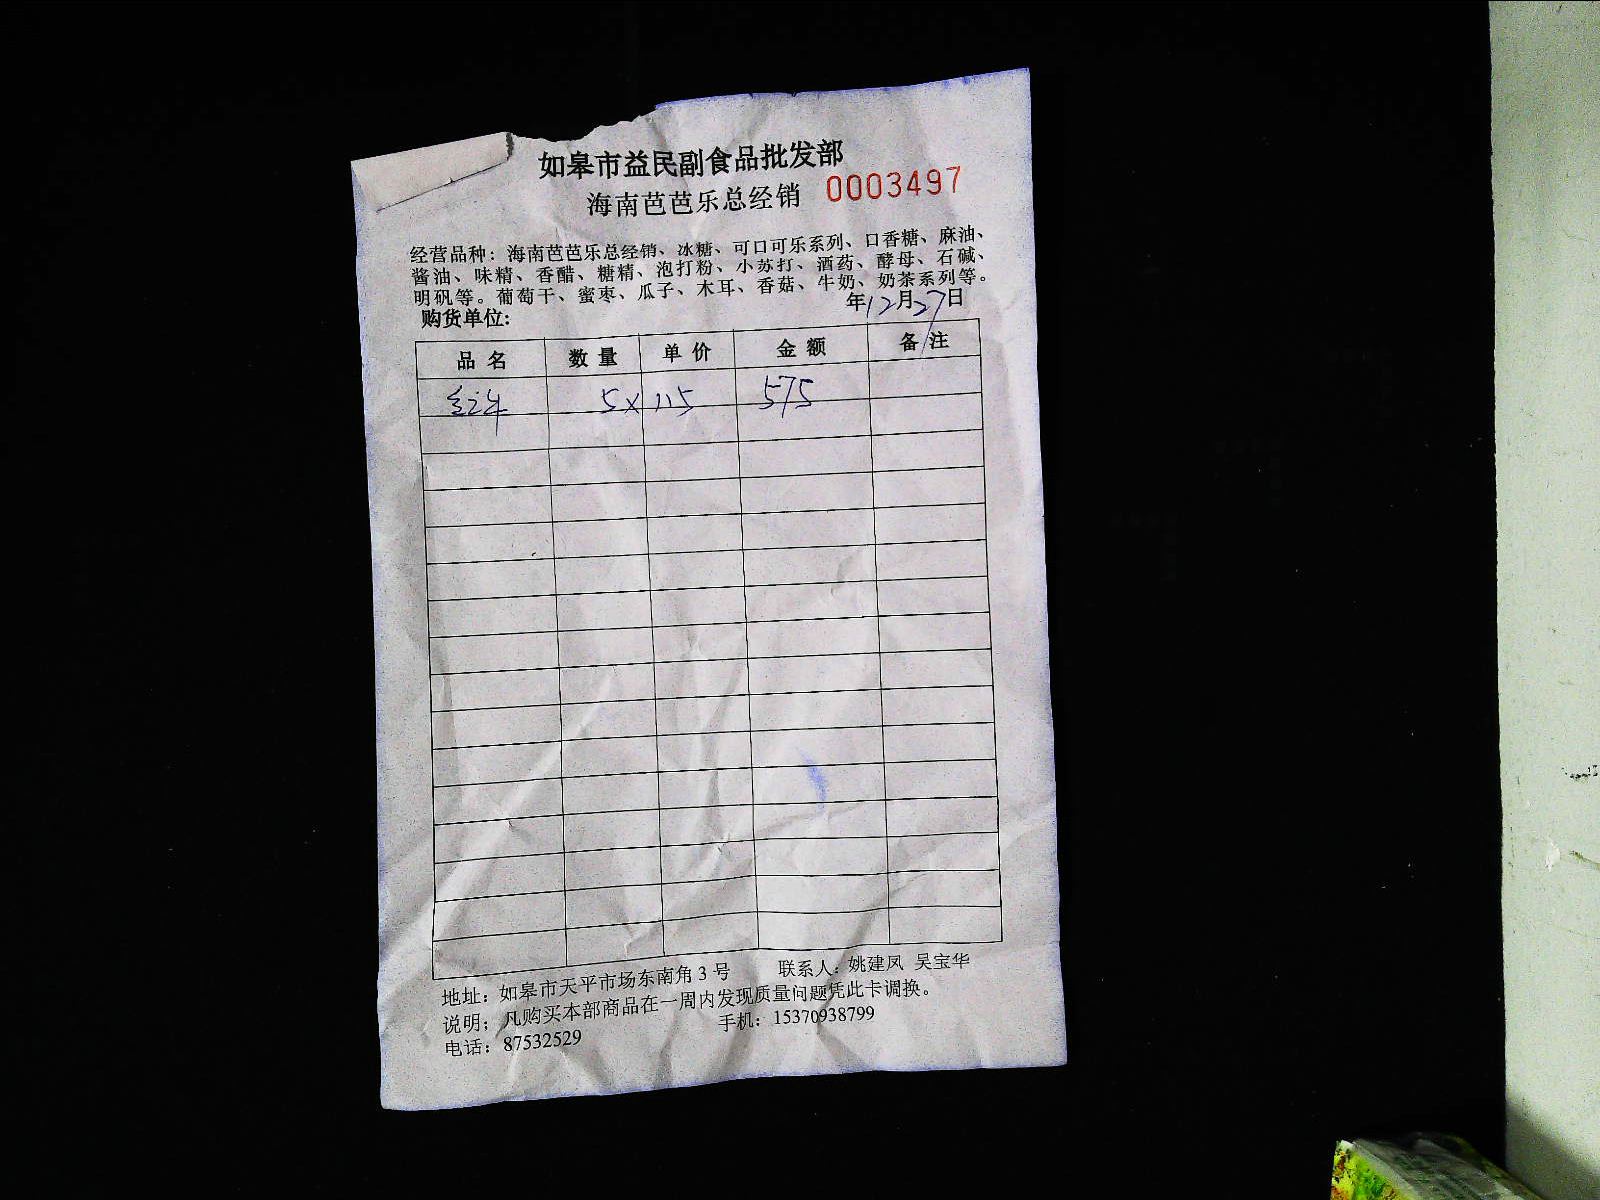 如皋市益民副食品批发部
海南芭芭乐总经销 0003497
经营品种：海南芭芭乐总经销、冰糖、可口可乐系列、口香糖、麻油、
酱油、味精、香醋、糖精、泡打粉、小苏打、酒药、酵母、石碱、
明矾等。葡萄干、蜜枣、瓜子、木耳、香菇、牛奶、奶茶系列等。
购货单位: 年12月27日
品名 数量 单价 金额 备注
5×115 575
地址：如皋市天平市场东南角3号 联系人：姚建凤 吴宝华
说明；凡购买本部商品在一周内发现质量问题凭此卡调换。
电话：87532529 手机：15370938799